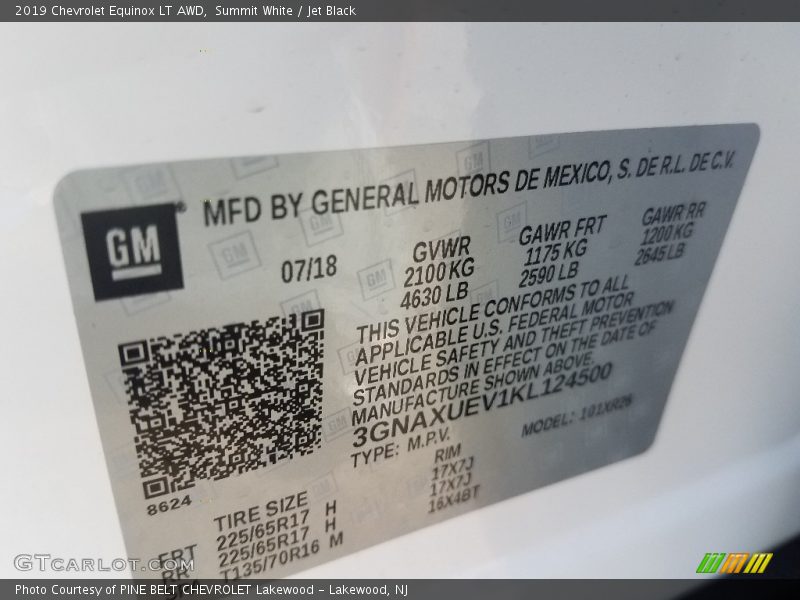 2019 Chevrolet Equinox LT AWD, Summit White / Jet Black
GM® MFD BY GENERAL MOTORS DE MEXICO, S. DE R.L. DE C.V.
07/18
GVWR
2100 KG
4630 LB
GAWR FRT
1175 KG
2590 LB
GAWR RR
1200 KG
2645 LB
THIS VEHICLE CONFORMS TO ALL
APPLICABLE U.S. FEDERAL MOTOR
VEHICLE SAFETY AND THEFT PREVENTION
STANDARDS IN EFFECT ON THE DATE OF
MANUFACTURE SHOWN ABOVE.
3GNAXUEV1KL124500
TYPE: M.P.V.
MODEL: 101XR26
8624
TIRE SIZE
RIM
FRT 225/65R17 H 17X7J
RR 225/65R17 H 17X7J
T135/70R16 M 16X4BT
GTCarLot.com
Photo Courtesy of PINE BELT CHEVROLET Lakewood - Lakewood, NJ